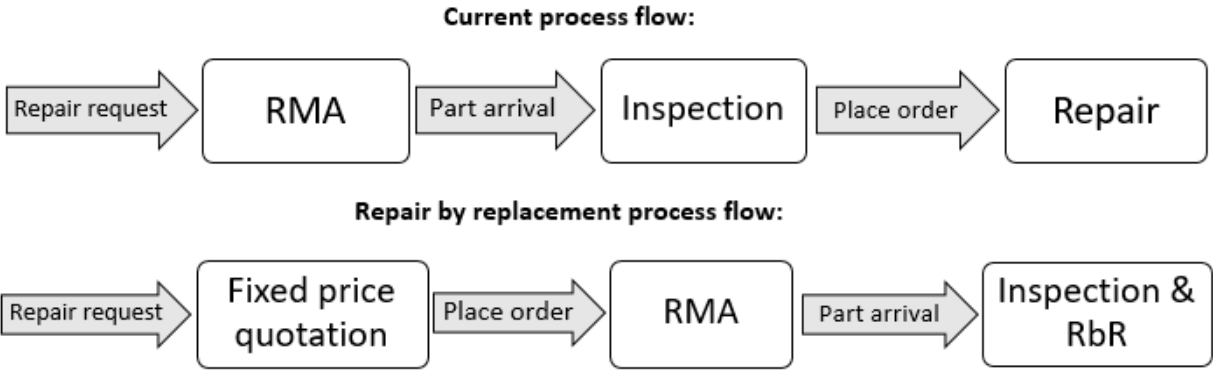 Current process flow:
Repair request
RMA
Part arrival
Inspection
Place order
Repair
Repair by replacement process flow:
Repair request
Fixed price
quotation
Place order
RMA
Part arrival
Inspection &
RbR